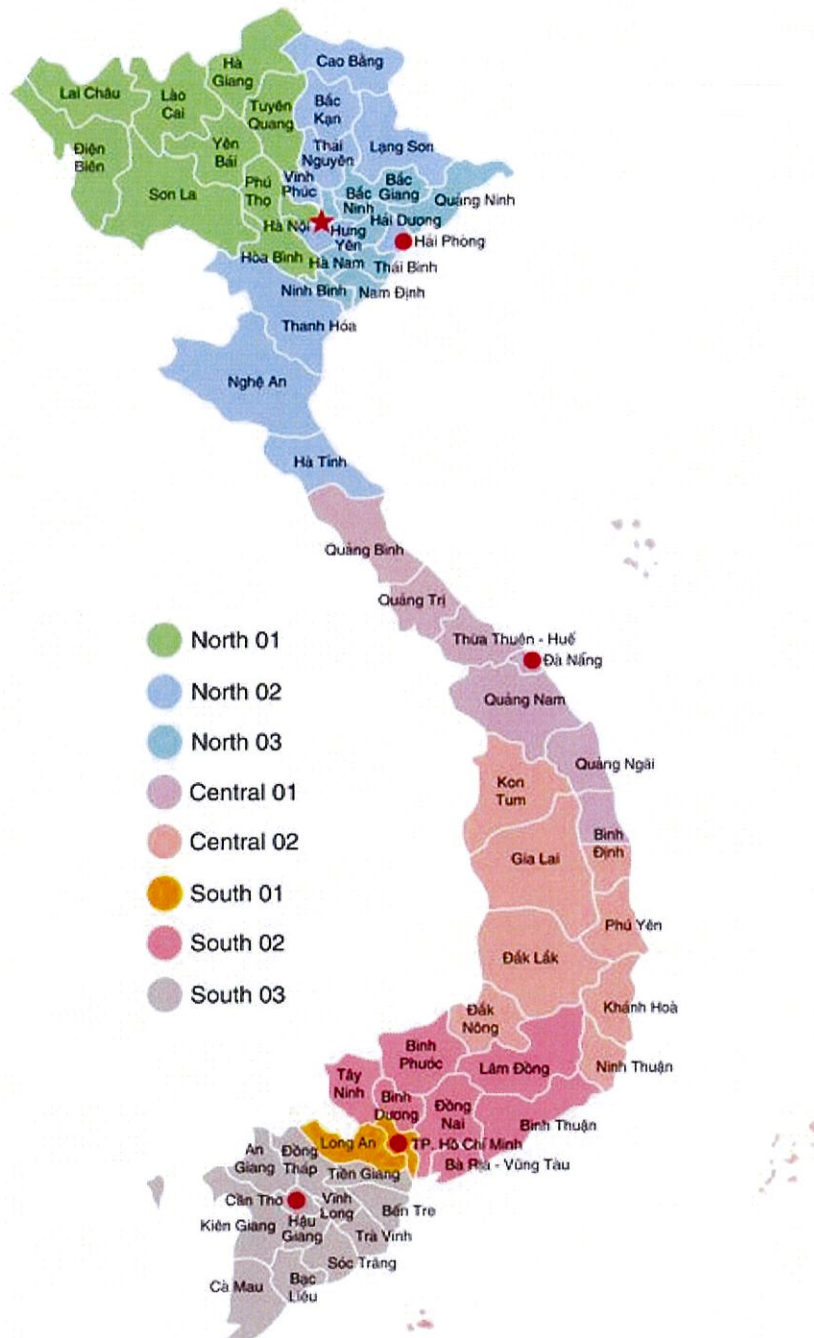 Cao Bằng
Hà
Giang
Lai Châu
Lào
Cai
Tuyên
Quang
Bắc
Kạn
Điện
Biên
Yên
Bái
Thái
Nguyên
Lạng Sơn
Sơn La
Phú
Thọ
Vĩnh
Phúc
Bắc
Giang
Bắc
Ninh
Quảng Ninh
Hải Dương
Hà Nội
Hưng
Yên
Hải Phòng
Hòa Bình
Hà Nam
Thái Bình
Ninh Bình
Nam Định
Thanh Hóa
Nghệ An
Hà Tĩnh
Quảng Bình
Quảng Trị
Thừa Thuên - Huế
Đà Nẵng
Quảng Nam
Quảng Ngãi
Kon
Tum
Bình
Định
Gia Lai
Phú Yên
Đắk Lắk
Khánh Hoà
Đắk
Nông
Ninh Thuận
Bình
Phước
Lâm Đồng
Tây
Ninh
Bình
Dương
Đồng
Nai
Bình Thuận
Long An
TP. Hồ Chí Minh
Bà Rịa - Vũng Tàu
An
Giang
Đồng
Tháp
Tiền Giang
Cần Thơ
Vĩnh
Long
Bến Tre
Kiên Giang
Hậu
Giang
Trà Vinh
Sóc Trăng
Cà Mau
Bạc
Liêu
North 01
North 02
North 03
Central 01
Central 02
South 01
South 02
South 03